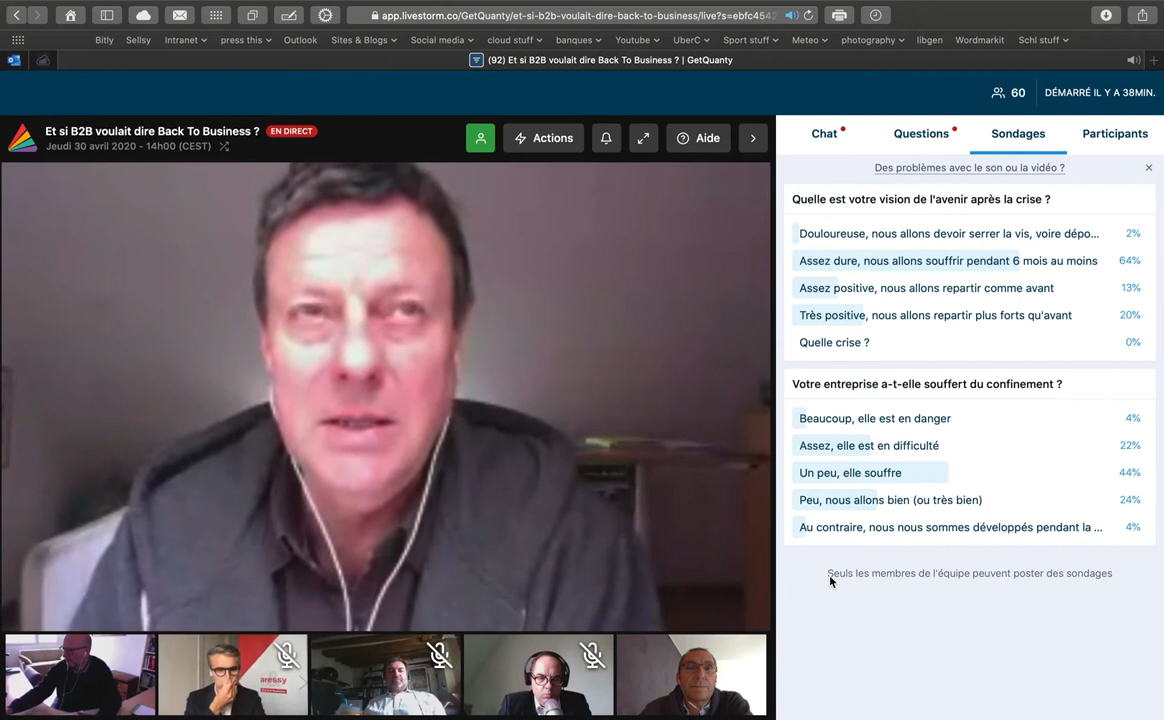 app.livestorm.co/GetQuanty/et-si-b2b-voulait-dire-back-to-business/live?s=ebfc454
Bitly Sellsy Intranet press this Outlook Sites & Blogs Social media cloud stuff banques Youtube UberC Sport stuff Meteo photography libgen Wordmarkit Schl stuff
(92) Et si B2B voulait dire Back To Business ? | GetQuanty
60 DÉMARRÉ IL Y A 38MIN.
Et si B2B voulait dire Back To Business ? EN DIRECT
Jeudi 30 avril 2020 - 14h00 (CEST)
Actions Aide
Chat Questions Sondages Participants
Des problèmes avec le son ou la vidéo ?
Quelle est votre vision de l'avenir après la crise ?
Douloureuse, nous allons devoir serrer la vis, voire dépo... 2%
Assez dure, nous allons souffrir pendant 6 mois au moins 64%
Assez positive, nous allons repartir comme avant 13%
Très positive, nous allons repartir plus forts qu'avant 20%
Quelle crise ? 0%
Votre entreprise a-t-elle souffert du confinement ?
Beaucoup, elle est en danger 4%
Assez, elle est en difficulté 22%
Un peu, elle souffre 44%
Peu, nous allons bien (ou très bien) 24%
Au contraire, nous nous sommes développés pendant la ... 4%
Seuls les membres de l'équipe peuvent poster des sondages
aressy